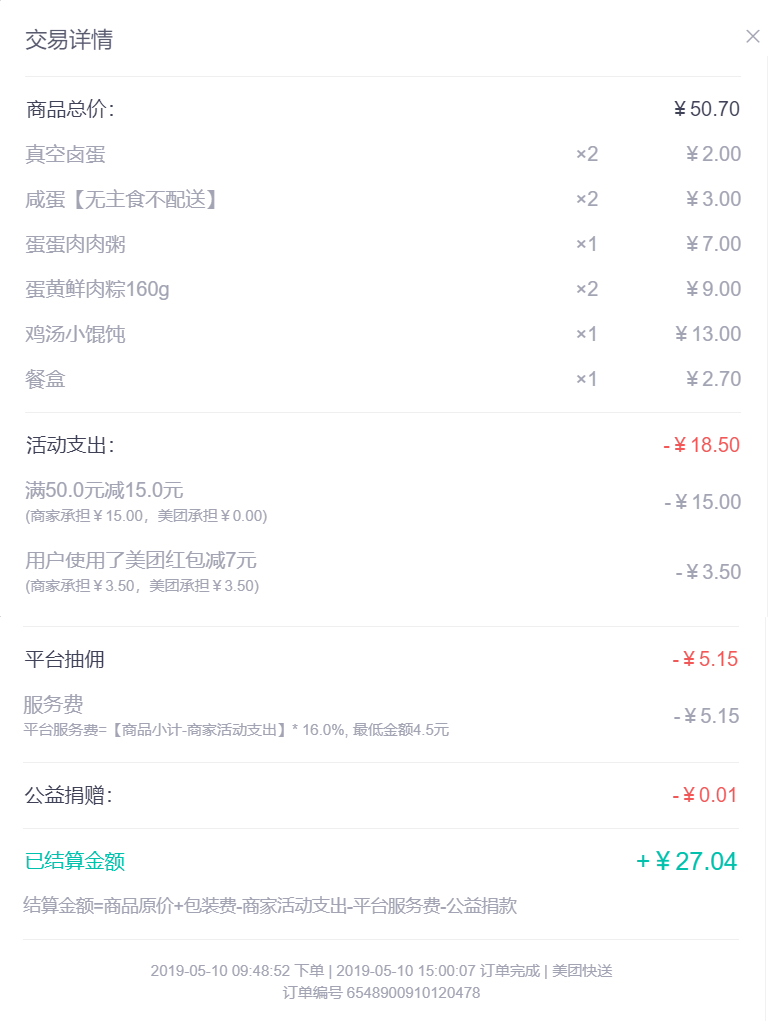 交易详情
商品总价: ¥50.70
真空卤蛋 ×2 ¥2.00
咸蛋【无主食不配送】 ×2 ¥3.00
蛋蛋肉肉粥 ×1 ¥7.00
蛋黄鲜肉粽160g ×2 ¥9.00
鸡汤小馄饨 ×1 ¥13.00
餐盒 ×1 ¥2.70
活动支出: -¥18.50
满50.0元减15.0元 -¥15.00
(商家承担¥15.00，美团承担¥0.00)
用户使用了美团红包减7元 -¥3.50
(商家承担¥3.50，美团承担¥3.50)
平台抽佣 -¥5.15
服务费 -¥5.15
平台服务费=【商品小计-商家活动支出】* 16.0%, 最低金额4.5元
公益捐赠: -¥0.01
已结算金额 +¥27.04
结算金额=商品原价+包装费-商家活动支出-平台服务费-公益捐款
2019-05-10 09:48:52 下单 | 2019-05-10 15:00:07 订单完成 | 美团快送
订单编号 6548900910120478